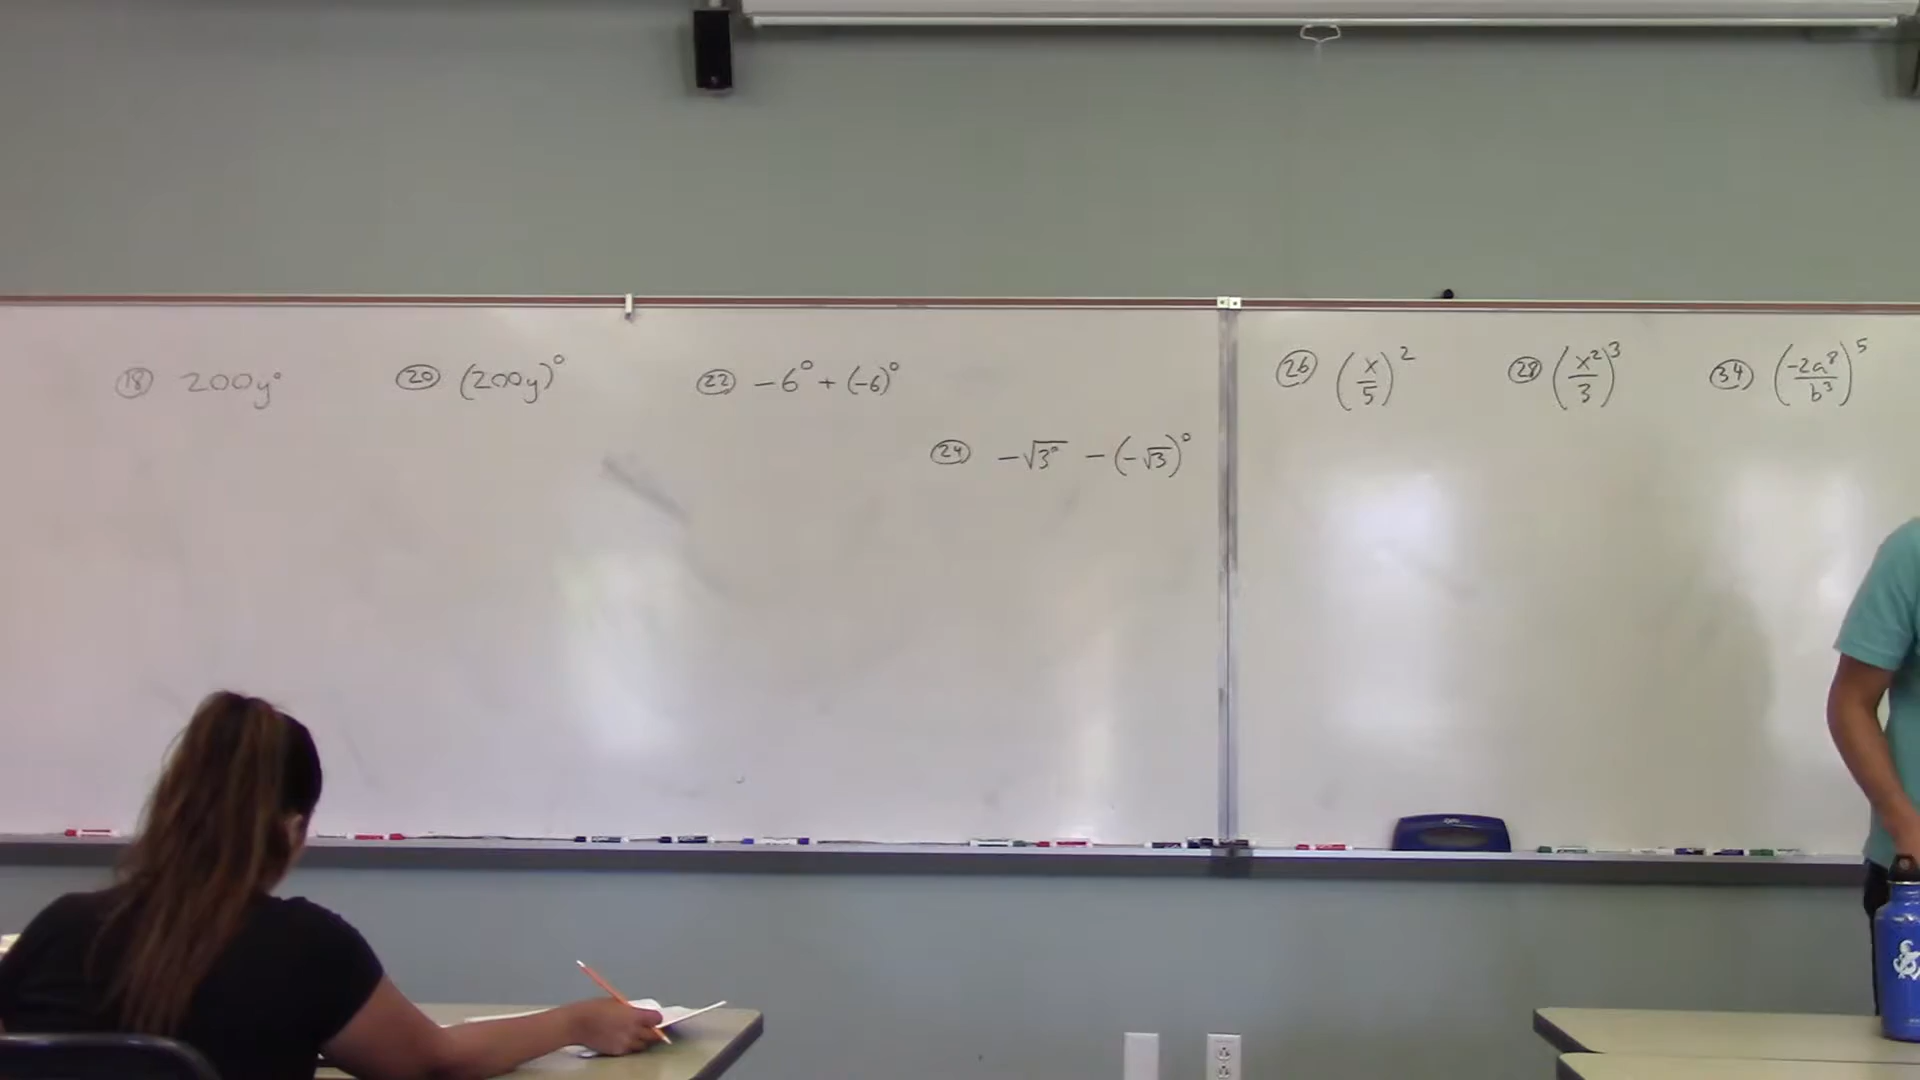 (18) 200y⁰
(20) (200y)⁰
(22) -6⁰ + (-6)⁰
(24) -√3⁰ - (-√3)⁰
(26) (x/5)²
(28) (x²/3)³
(34) (-2a⁸/b³)⁵